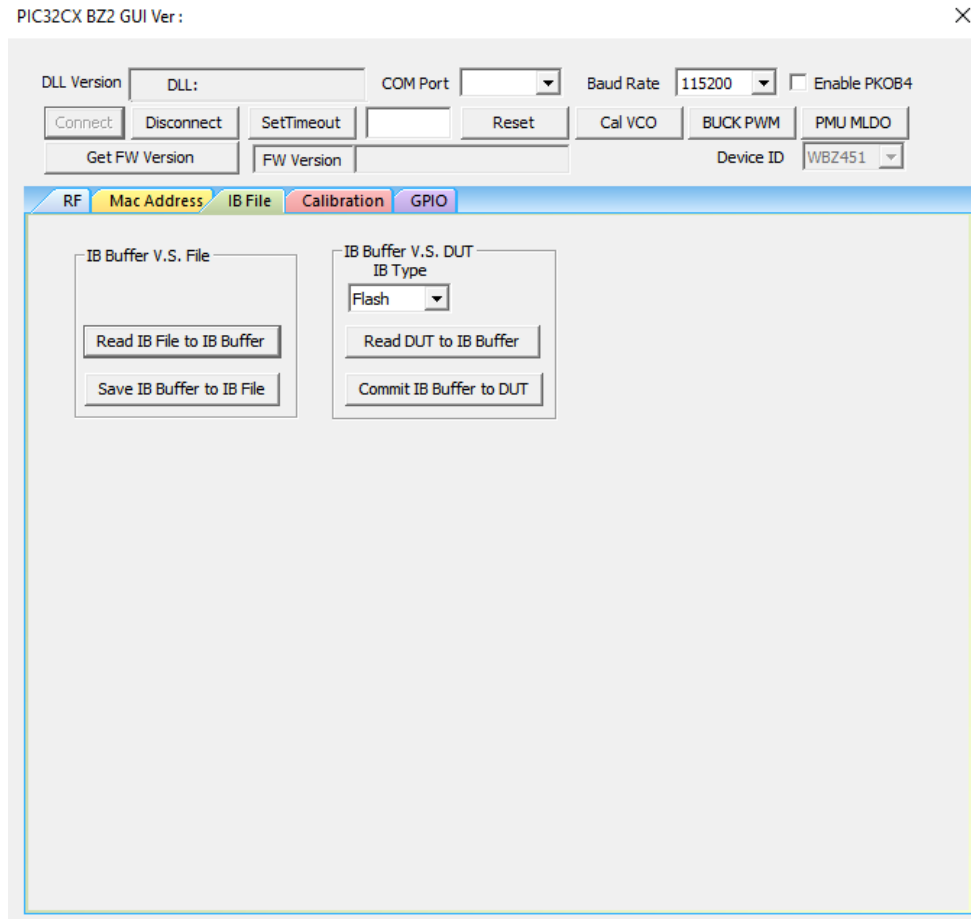 PIC32CX BZ2 GUI Ver :
DLL Version DLL: COM Port Baud Rate 115200 Enable PKOB4
Connect Disconnect SetTimeout Reset Cal VCO BUCK PWM PMU MLDO
Get FW Version FW Version Device ID WBZ451
RF Mac Address IB File Calibration GPIO
IB Buffer V.S. File
Read IB File to IB Buffer
Save IB Buffer to IB File
IB Buffer V.S. DUT
IB Type
Flash
Read DUT to IB Buffer
Commit IB Buffer to DUT